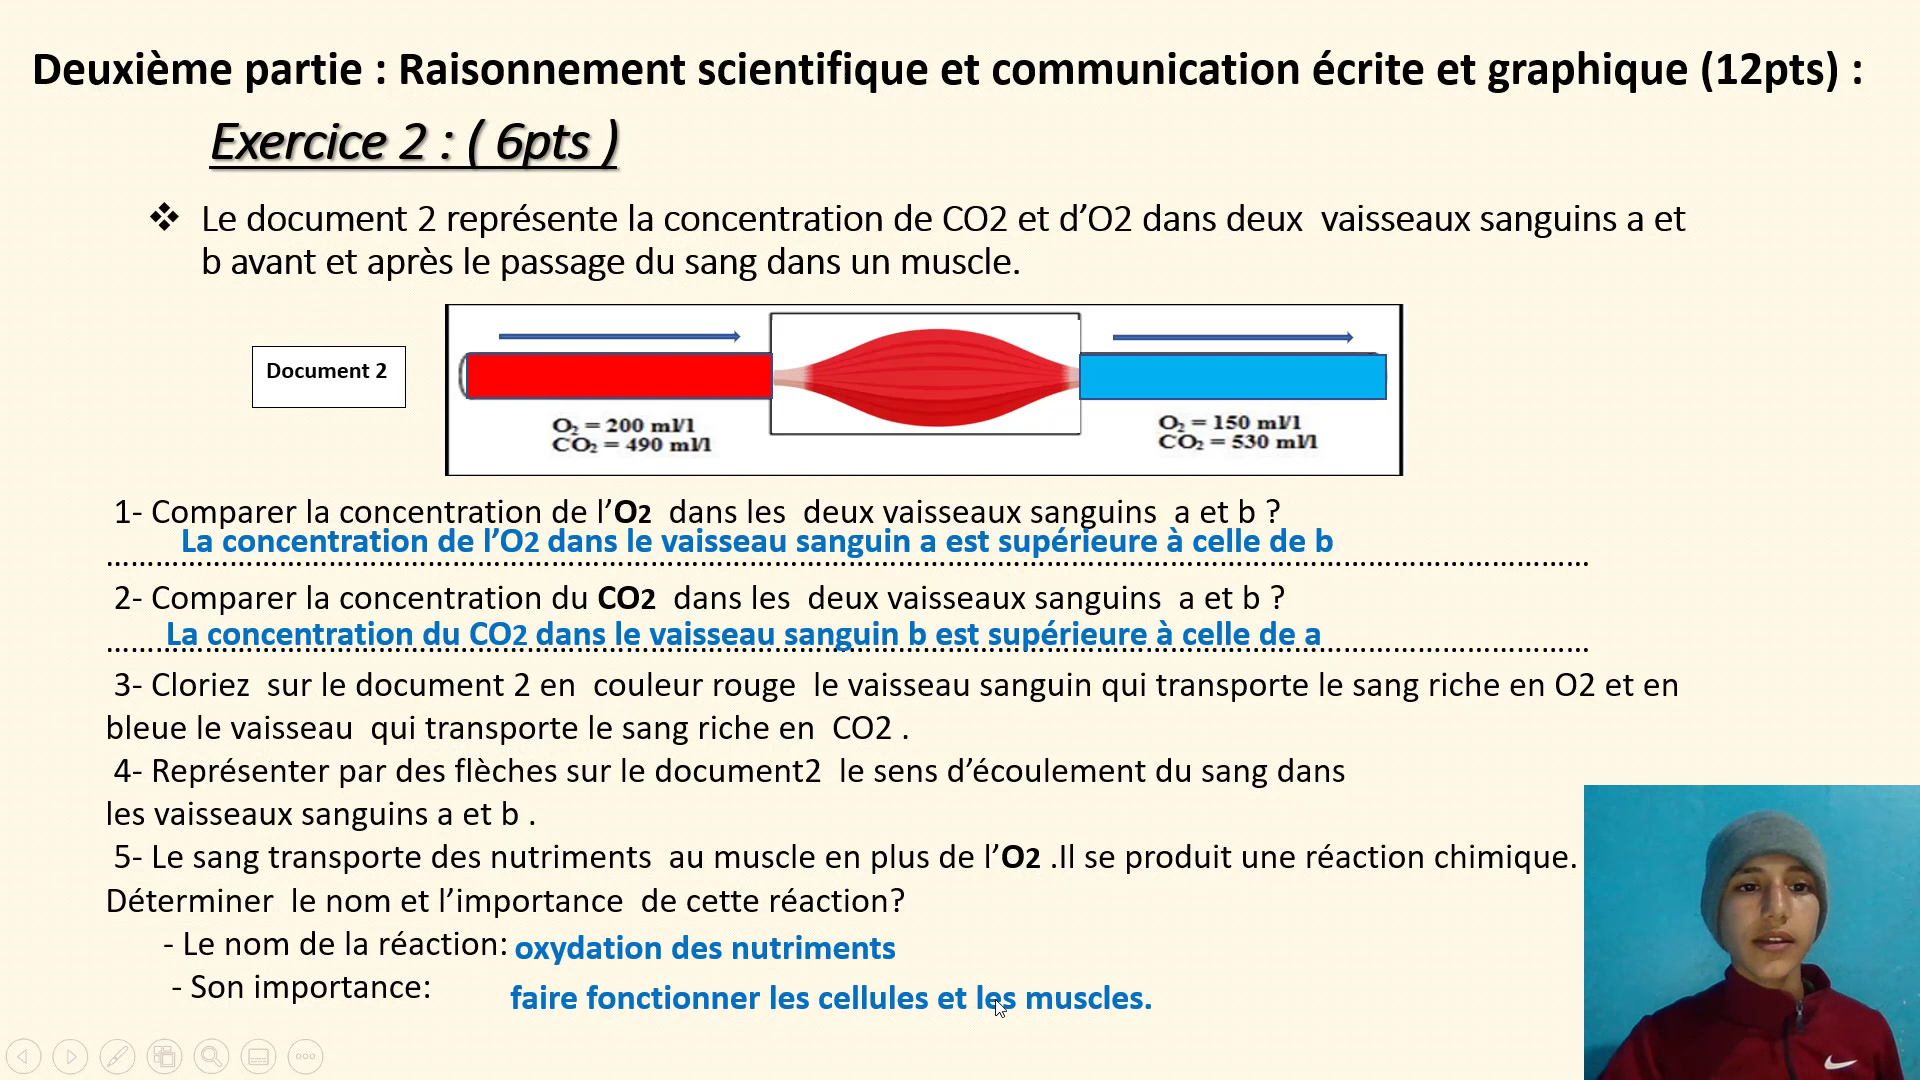 Deuxième partie : Raisonnement scientifique et communication écrite et graphique (12pts) :
Exercice 2 : ( 6pts )
❖ Le document 2 représente la concentration de CO2 et d’O2 dans deux vaisseaux sanguins a et
b avant et après le passage du sang dans un muscle.
Document 2
O₂ = 200 ml/l
CO₂ = 490 ml/l
O₂ = 150 ml/l
CO₂ = 530 ml/l
1- Comparer la concentration de l’O2 dans les deux vaisseaux sanguins a et b ?
La concentration de l’O2 dans le vaisseau sanguin a est supérieure à celle de b
2- Comparer la concentration du CO2 dans les deux vaisseaux sanguins a et b ?
La concentration du CO2 dans le vaisseau sanguin b est supérieure à celle de a
3- Cloriez sur le document 2 en couleur rouge le vaisseau sanguin qui transporte le sang riche en O2 et en
bleue le vaisseau qui transporte le sang riche en CO2 .
4- Représenter par des flèches sur le document2 le sens d’écoulement du sang dans
les vaisseaux sanguins a et b .
5- Le sang transporte des nutriments au muscle en plus de l’O2 .Il se produit une réaction chimique.
Déterminer le nom et l’importance de cette réaction?
- Le nom de la réaction: oxydation des nutriments
- Son importance: faire fonctionner les cellules et les muscles.